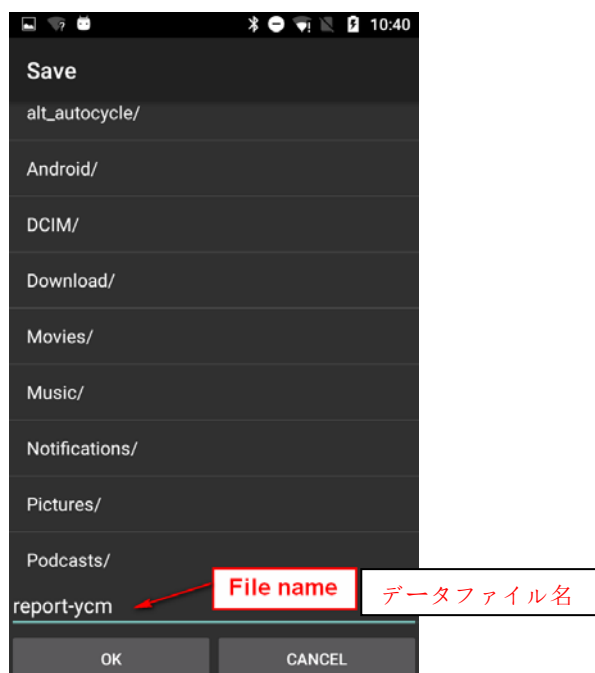 10:40
Save
alt_autocycle/
Android/
DCIM/
Download/
Movies/
Music/
Notifications/
Pictures/
Podcasts/
report-ycm
File name
データファイル名
OK
CANCEL